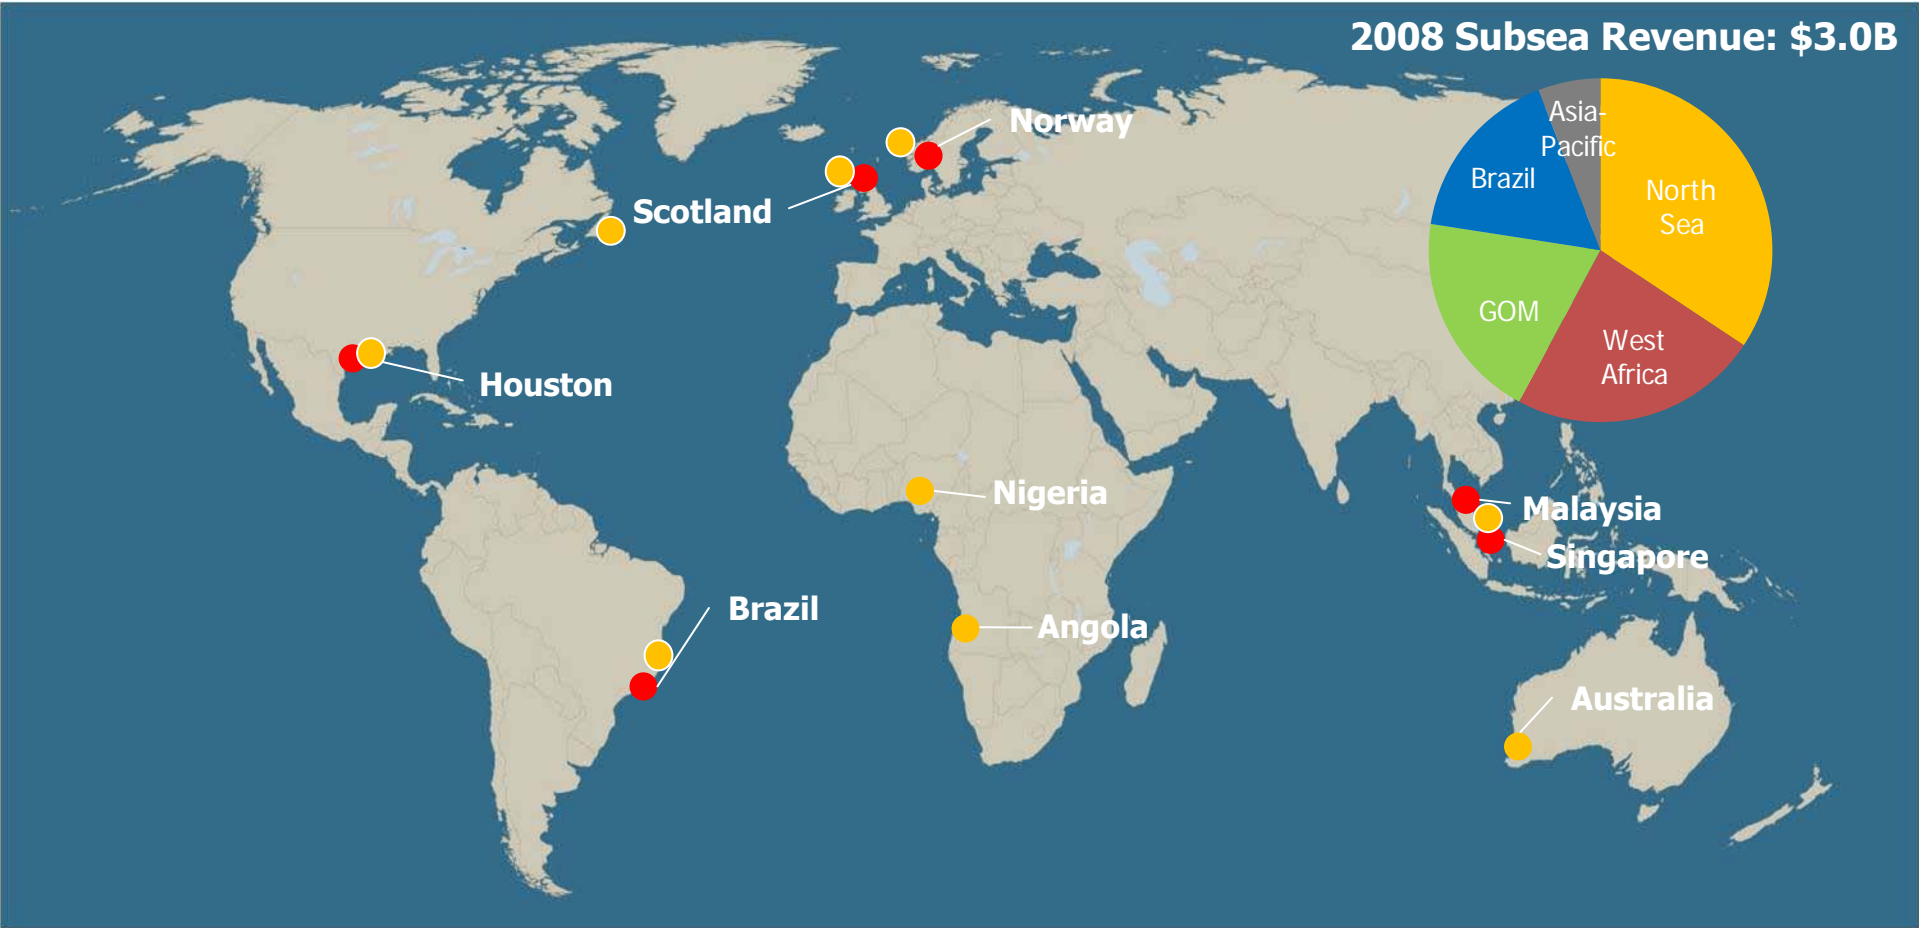 2008 Subsea Revenue: $3.0B
Asia-
Pacific
North
Sea
Brazil
GOM
West
Africa
Norway
Scotland
Houston
Nigeria
Malaysia
Singapore
Brazil
Angola
Australia